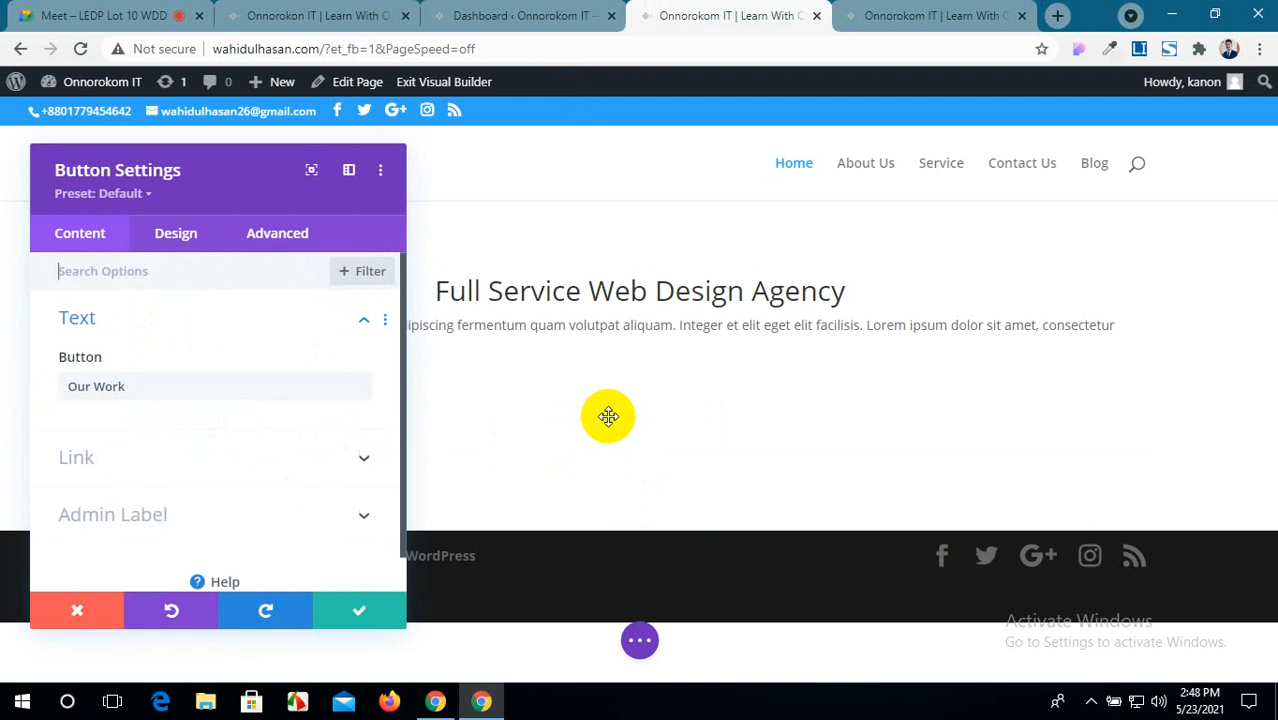 LEDP Lot 10 WDD
Meet – LEDP Lot 10 WDD
Onnorokom IT | Learn With O
Dashboard ‹ Onnorokom IT —
Onnorokom IT | Learn With O
Onnorokom IT | Learn With O
Not secure
wahidulhasan.com/?et_fb=1&PageSpeed=off
Onnorokom IT
1
0
New
Edit Page
Exit Visual Builder
Howdy, kanon
+8801779454642
wahidulhasan26@gmail.com
Home
About Us
Service
Contact Us
Blog
Button Settings
Preset: Default
Content
Design
Advanced
Search Options
+ Filter
Text
Button
Our Work
Link
Admin Label
Help
Full Service Web Design Agency
ipiscing fermentum quam volutpat aliquam. Integer et elit eget elit facilisis. Lorem ipsum dolor sit amet, consectetur
WordPress
Activate Windows
Go to Settings to activate Windows.
2:48 PM
5/23/2021